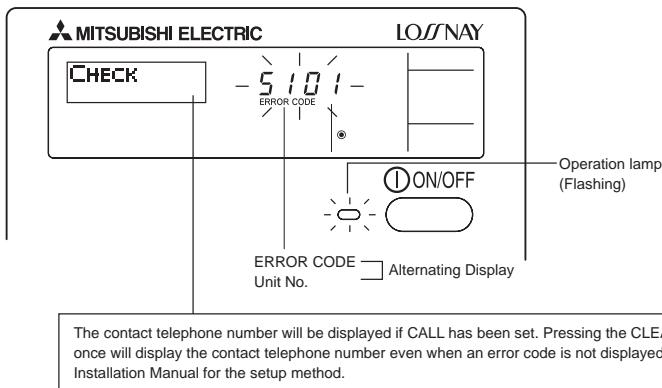 MITSUBISHI ELECTRIC
LOSSNAY
CHECK
5101
ERROR CODE
ON/OFF
Operation lamp
(Flashing)
ERROR CODE
Unit No.
Alternating Display
The contact telephone number will be displayed if CALL has been set. Pressing the CLEA
once will display the contact telephone number even when an error code is not displayed
Installation Manual for the setup method.